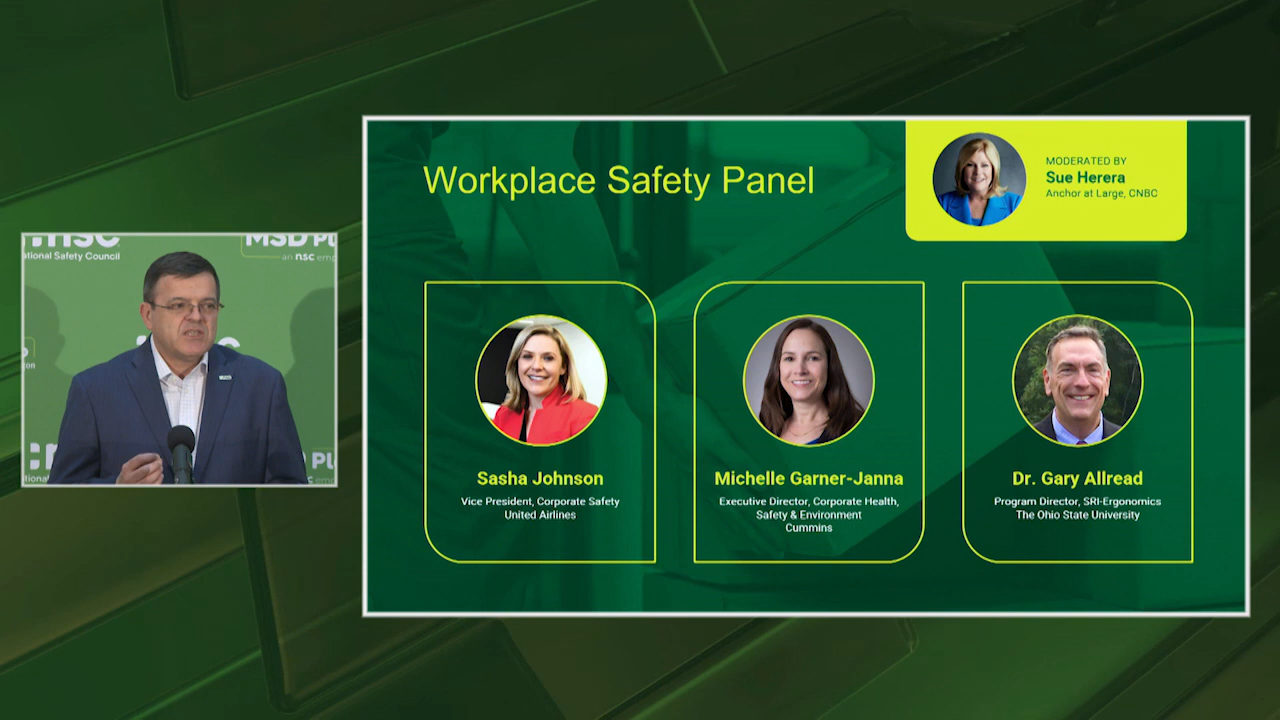 Workplace Safety Panel
MODERATED BY
Sue Herera
Anchor at Large, CNBC
Sasha Johnson
Vice President, Corporate Safety
United Airlines
Michelle Garner-Janna
Executive Director, Corporate Health,
Safety & Environment
Cummins
Dr. Gary Allread
Program Director, SRI-Ergonomics
The Ohio State University
nsc
ational Safety Council
MSD
an nsc